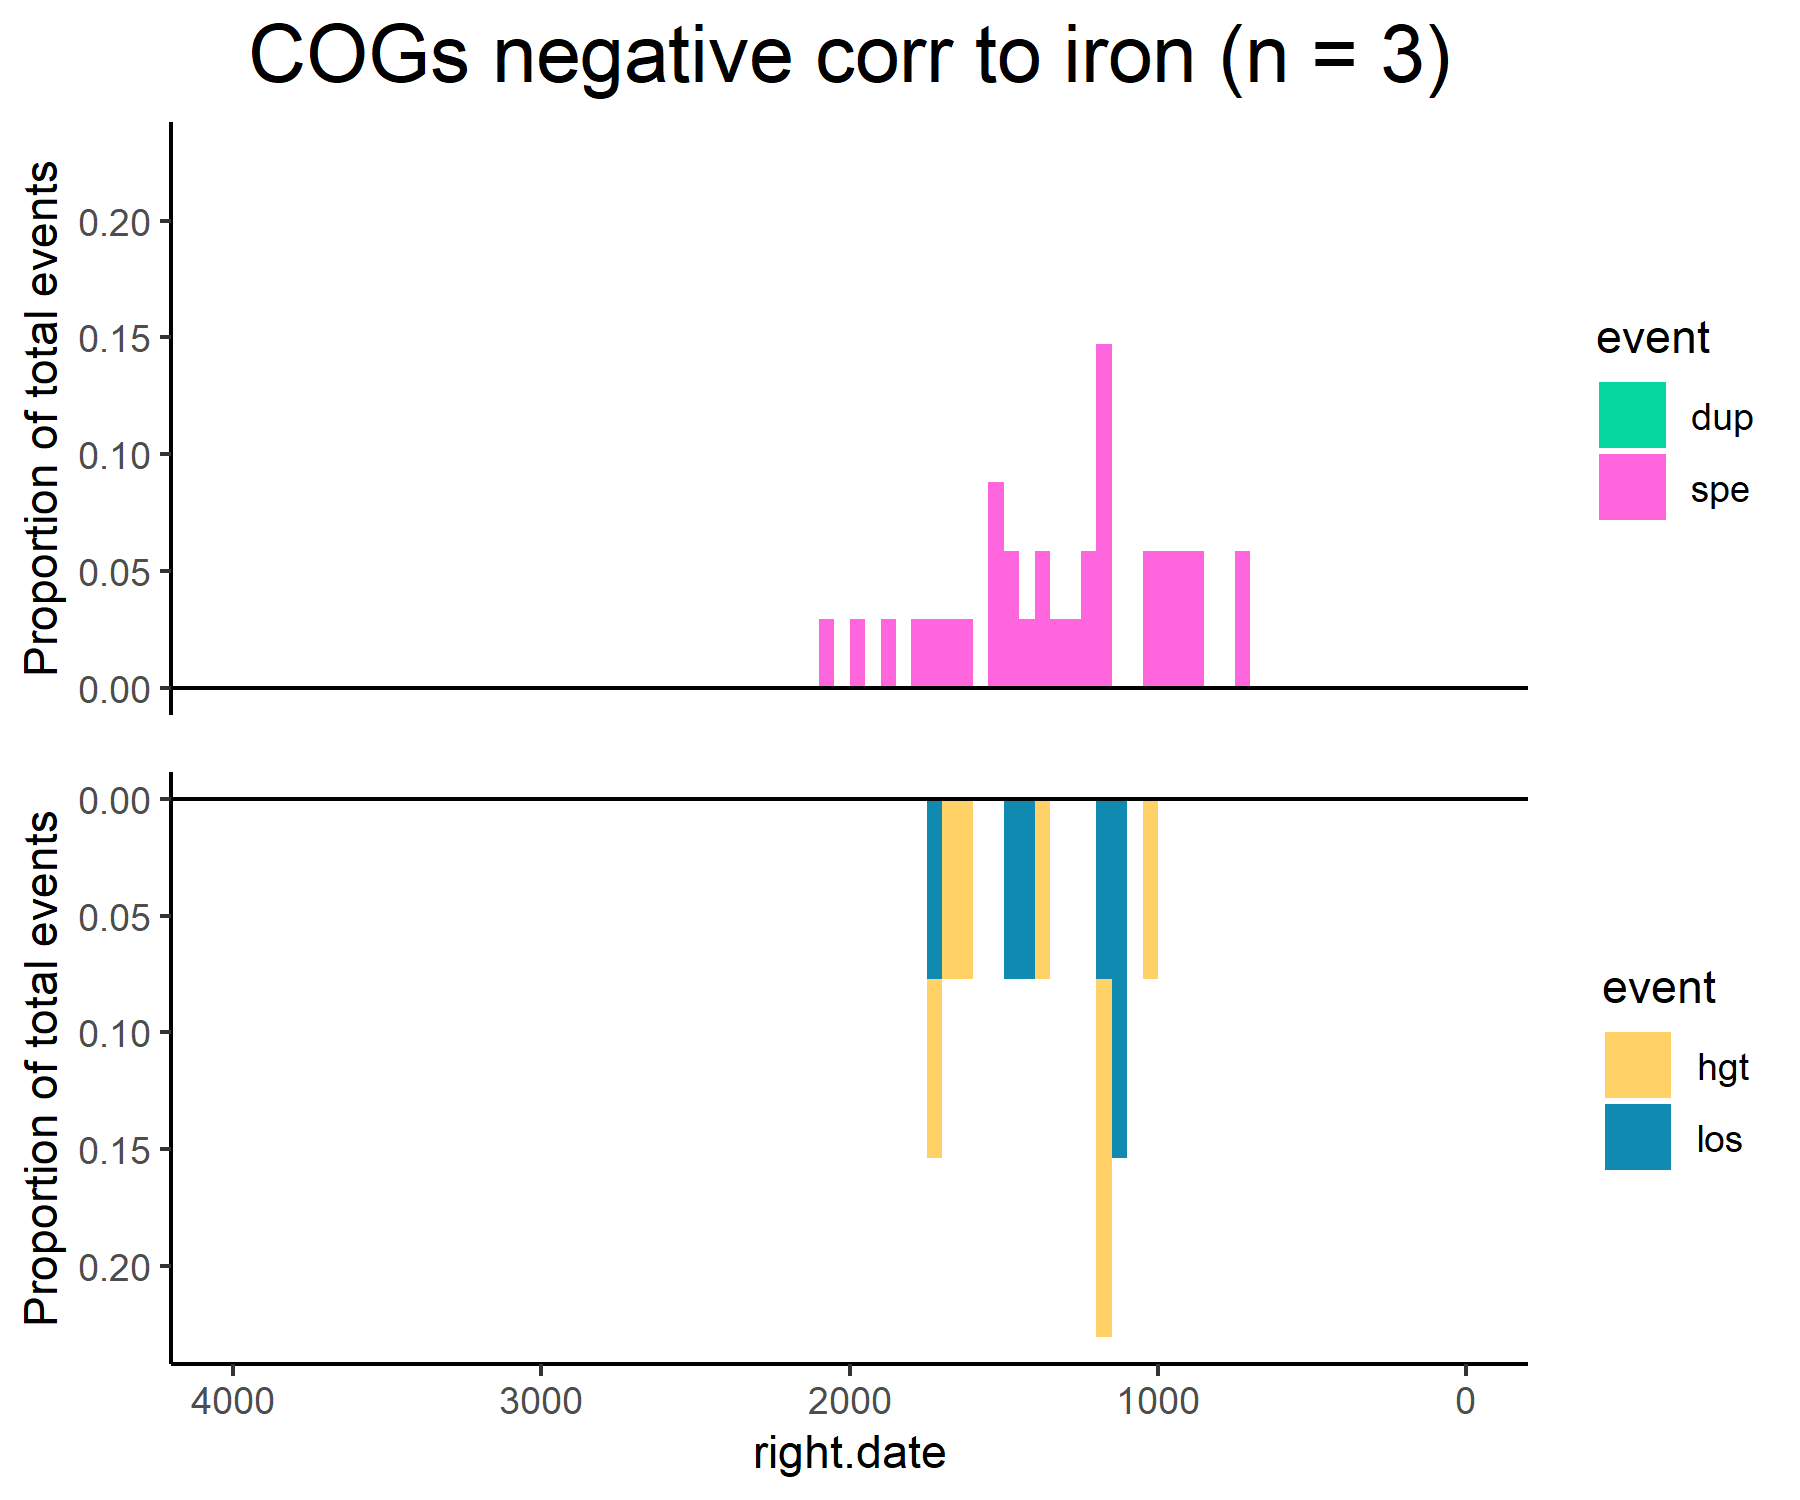 COGs negative corr to iron (n = 3)
Proportion of total events
0.20
0.15
0.10
0.05
0.00
event
dup
spe
Proportion of total events
0.00
0.05
0.10
0.15
0.20
event
hgt
los
4000
3000
2000
1000
0
right.date